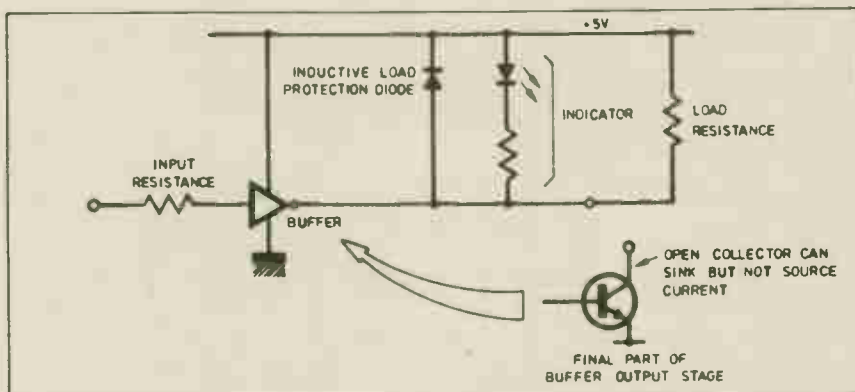 +5V
INDUCTIVE LOAD
PROTECTION DIODE
INDICATOR
LOAD
RESISTANCE
INPUT
RESISTANCE
BUFFER
OPEN COLLECTOR CAN
SINK BUT NOT SOURCE
CURRENT
FINAL PART OF
BUFFER OUTPUT STAGE